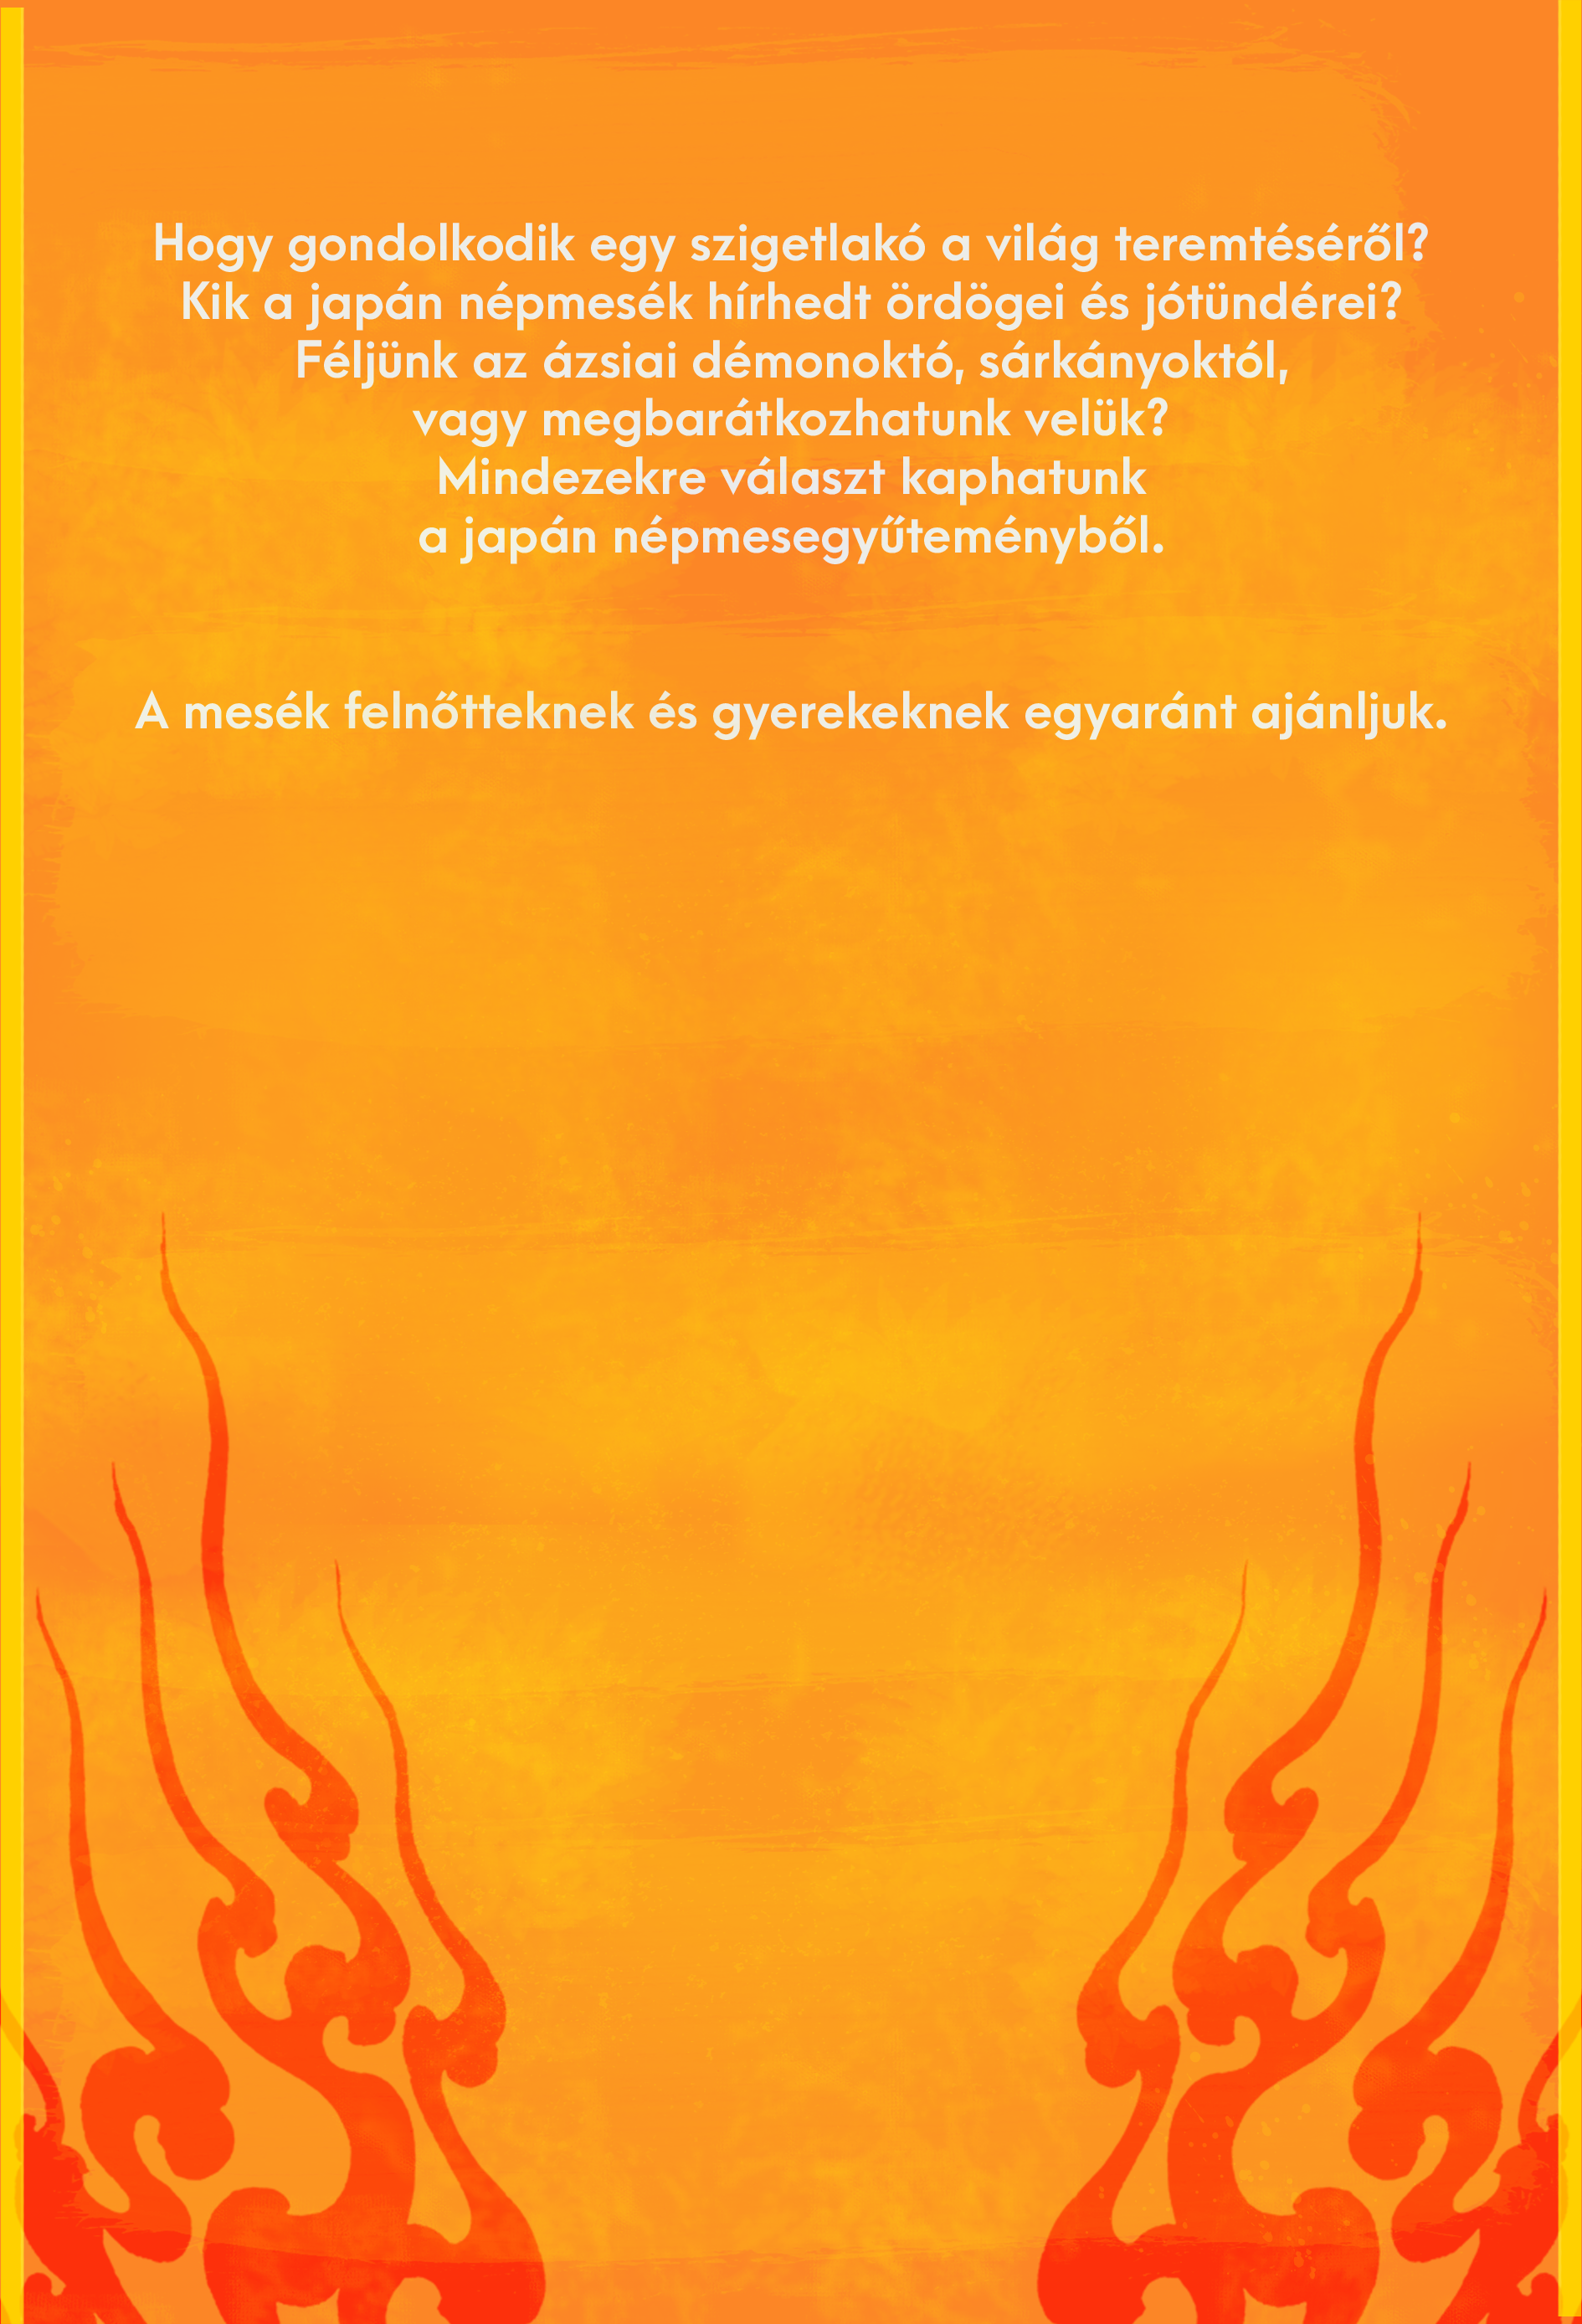 Hogy gondolkodik egy szigetlakó a világ teremtéséről?
Kik a japán népmesék hírhedt ördögei és jótündérei?
Féljünk az ázsiai démonoktó, sárkányoktól,
vagy megbarátkozhatunk velük?
Mindezekre választ kaphatunk
a japán népmesegyűteményből.
A mesék felnőtteknek és gyerekeknek egyaránt ajánljuk.